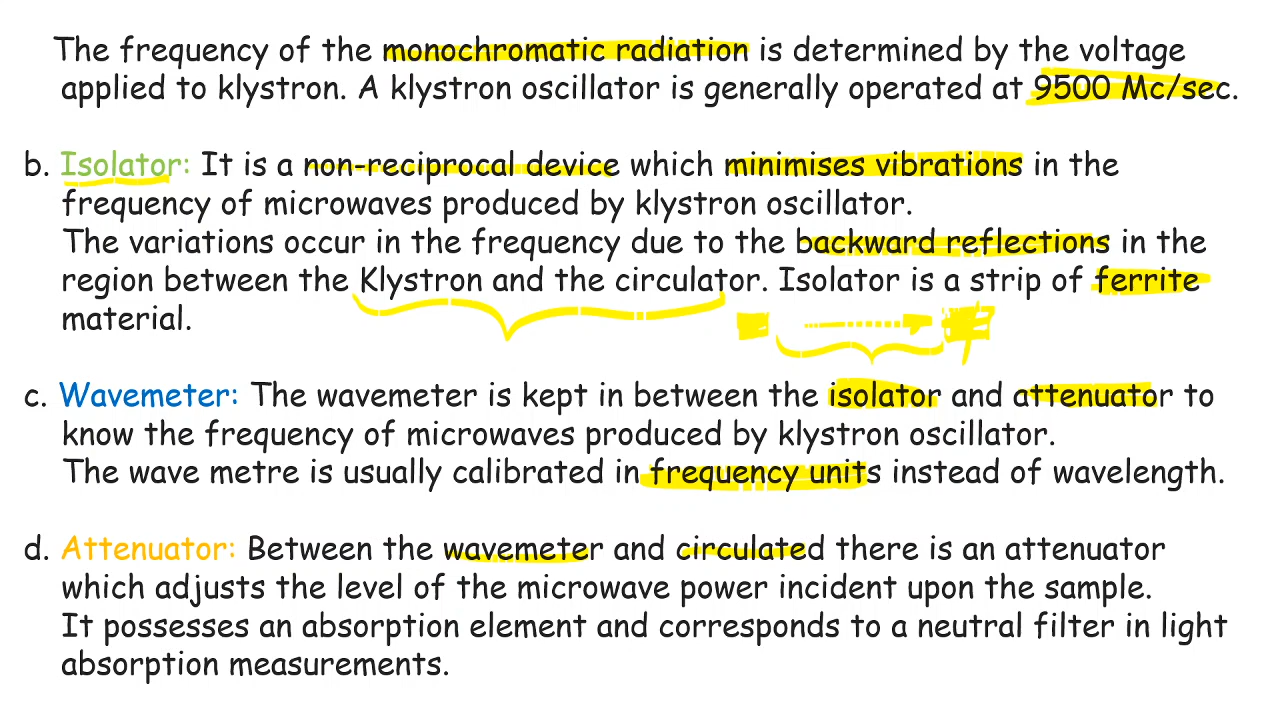 The frequency of the monochromatic radiation is determined by the voltage
applied to klystron. A klystron oscillator is generally operated at 9500 Mc/sec.
b. Isolator: It is a non-reciprocal device which minimises vibrations in the
frequency of microwaves produced by klystron oscillator.
The variations occur in the frequency due to the backward reflections in the
region between the Klystron and the circulator. Isolator is a strip of ferrite
material.
c. Wavemeter: The wavemeter is kept in between the isolator and attenuator to
know the frequency of microwaves produced by klystron oscillator.
The wave metre is usually calibrated in frequency units instead of wavelength.
d. Attenuator: Between the wavemeter and circulated there is an attenuator
which adjusts the level of the microwave power incident upon the sample.
It possesses an absorption element and corresponds to a neutral filter in light
absorption measurements.